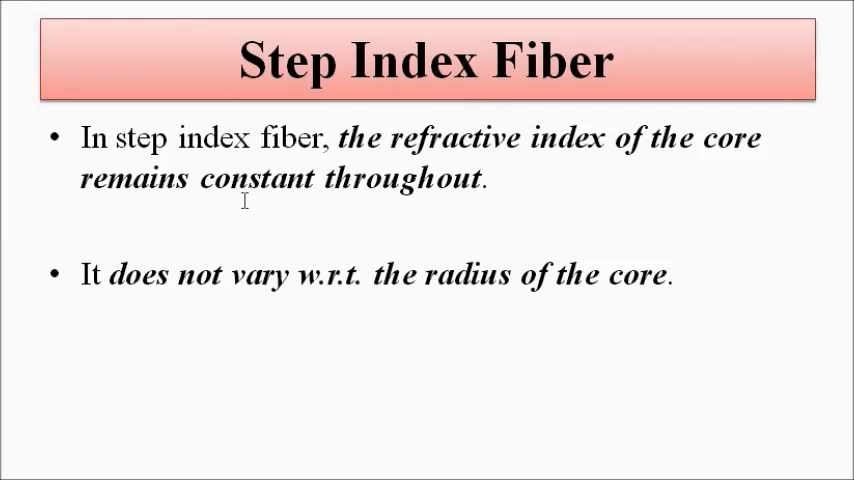 Step Index Fiber
• In step index fiber, the refractive index of the core
remains constant throughout.
• It does not vary w.r.t. the radius of the core.